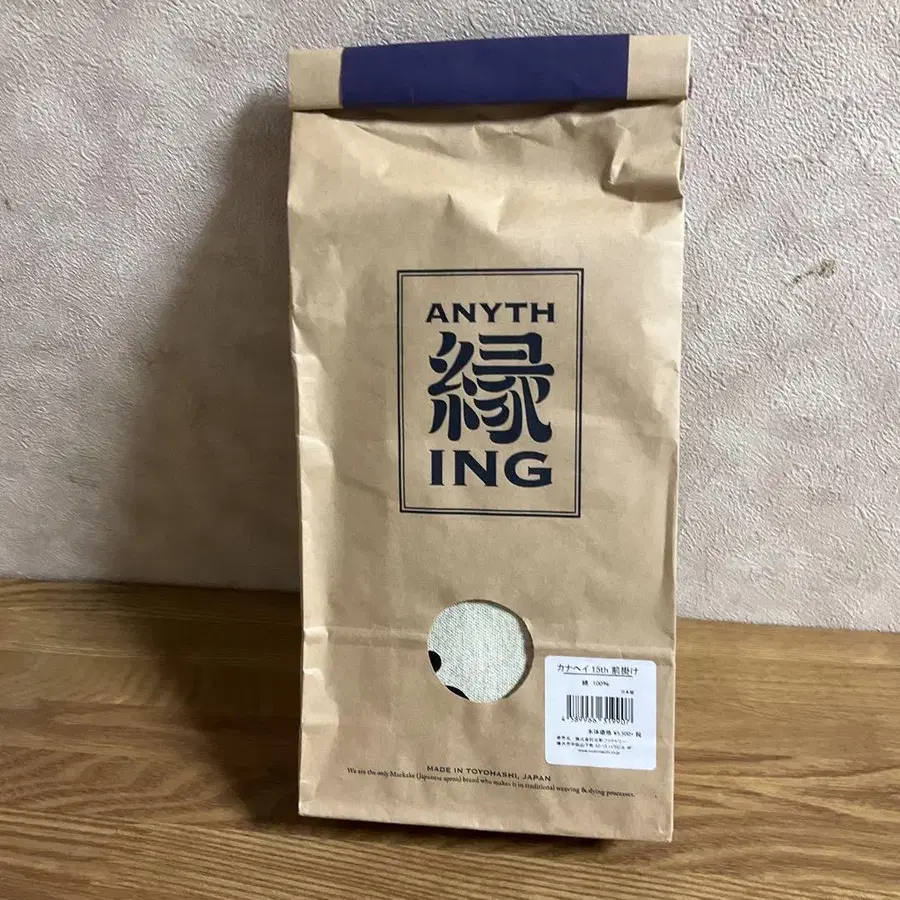 ANYTH
縁
ING
カナヘイ 15th 前掛け
綿 100%
日本製
本体価格 ¥5,500+税
MADE IN TOYOHASHI, JAPAN
We are the only Maekake (Japanese apron) brand who makes it in traditional weaving & dying processes.